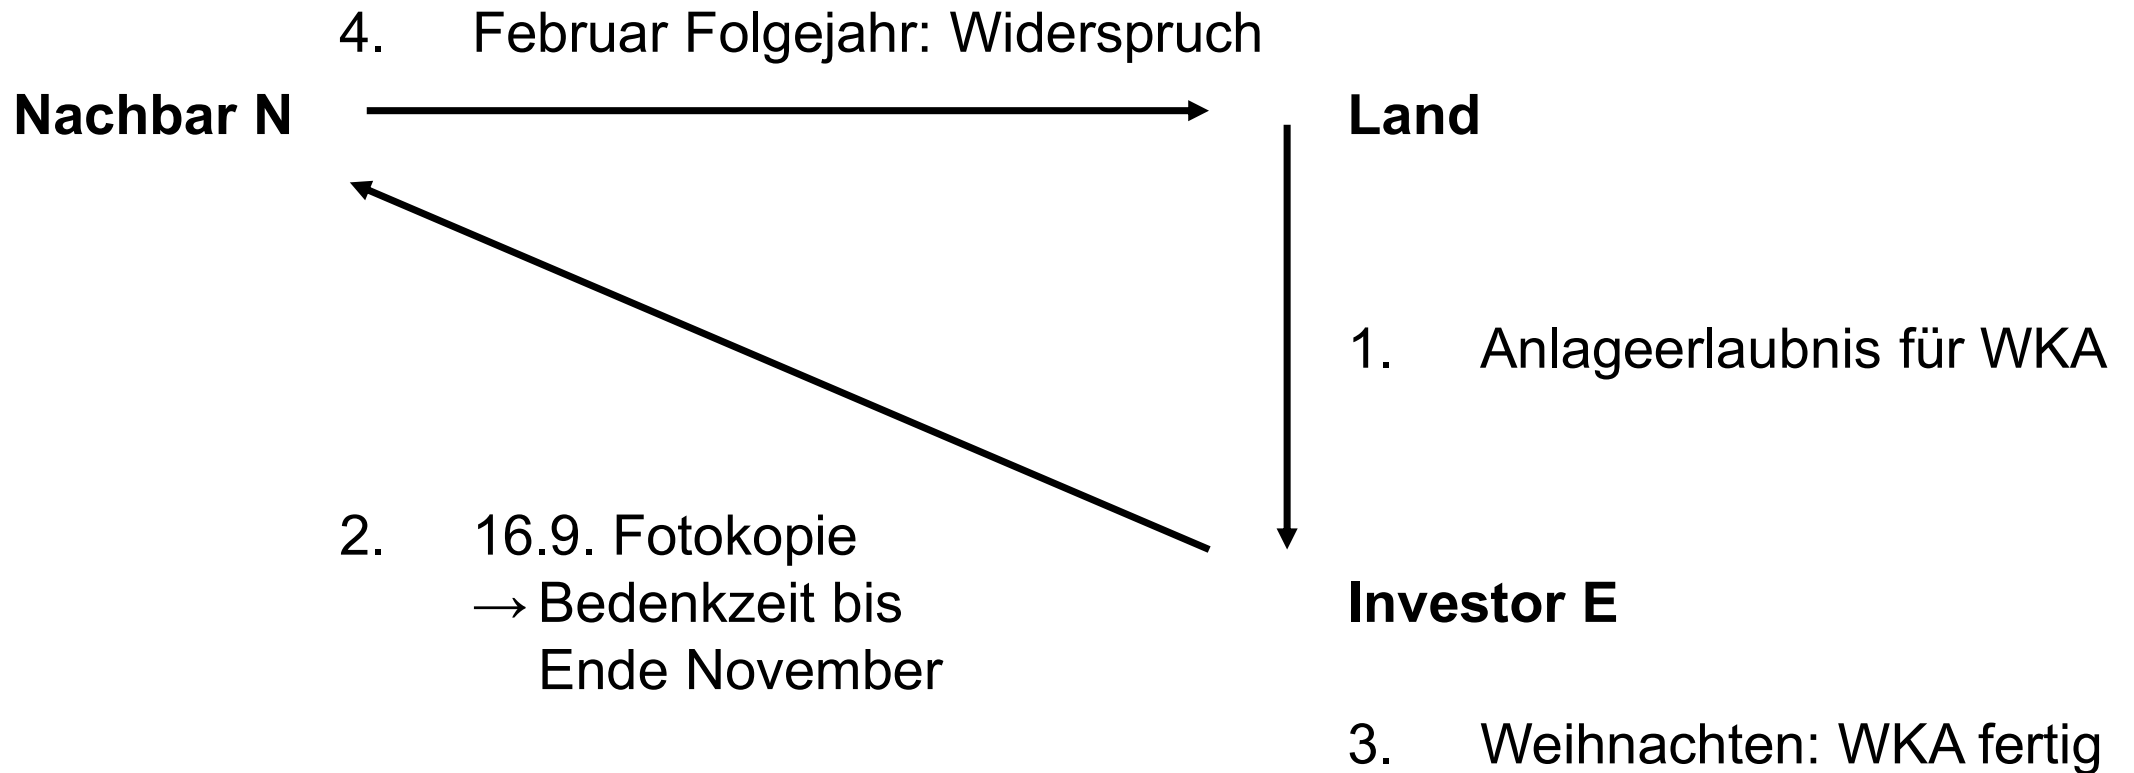 4. Februar Folgejahr: Widerspruch
Nachbar N
Land
1. Anlageerlaubnis für WKA
2. 16.9. Fotokopie
→ Bedenkzeit bis
Ende November
Investor E
3. Weihnachten: WKA fertig